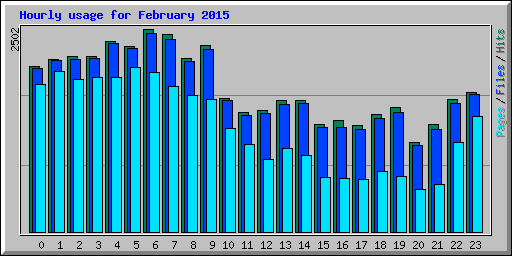 Hourly usage for February 2015
2502
Pages/Files/Hits
0 1 2 3 4 5 6 7 8 9 10 11 12 13 14 15 16 17 18 19 20 21 22 23